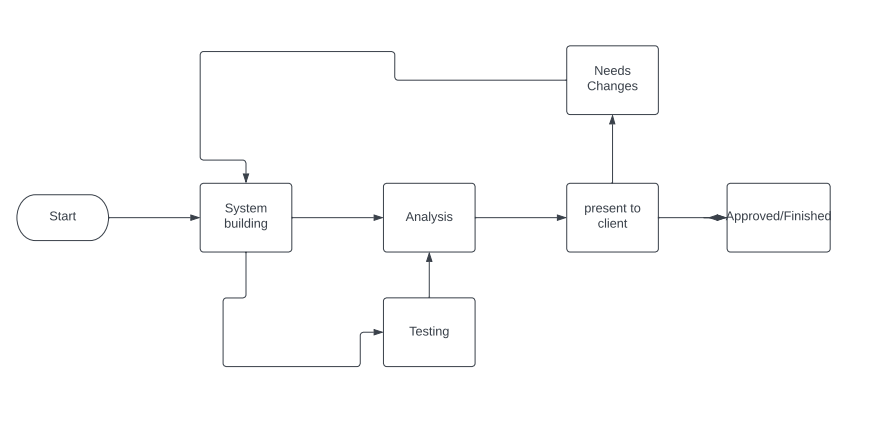 Needs
Changes
Start
System
building
Analysis
present to
client
Approved/Finished
Testing